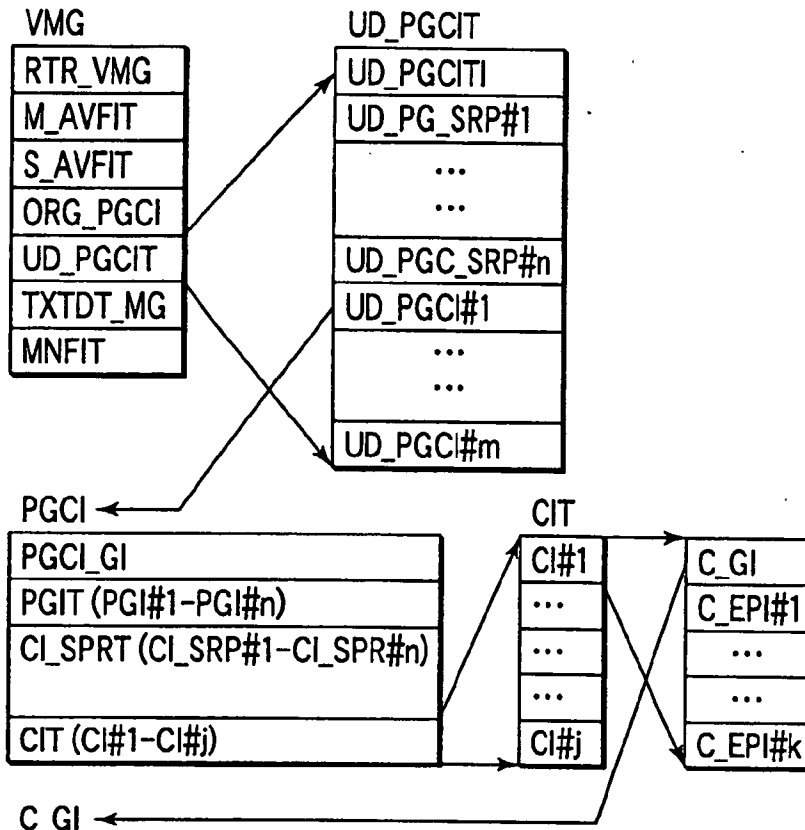 VMG
RTR_VMG
M_AVFIT
S_AVFIT
ORG_PGCI
UD_PGCIT
TXTDT_MG
MNFIT
UD_PGCIT
UD_PGCITI
UD_PG_SRP#1
...
...
UD_PGC_SRP#n
UD_PGCI#1
...
...
UD_PGCI#m
PGCI
PGCI_GI
PGIT (PGI#1-PGI#n)
CI_SPRT (CI_SRP#1-CI_SPR#n)
CIT (CI#1-CI#j)
CIT
CI#1
...
...
...
CI#j
C_GI
C_EPI#1
...
...
C_EPI#k
C_GI